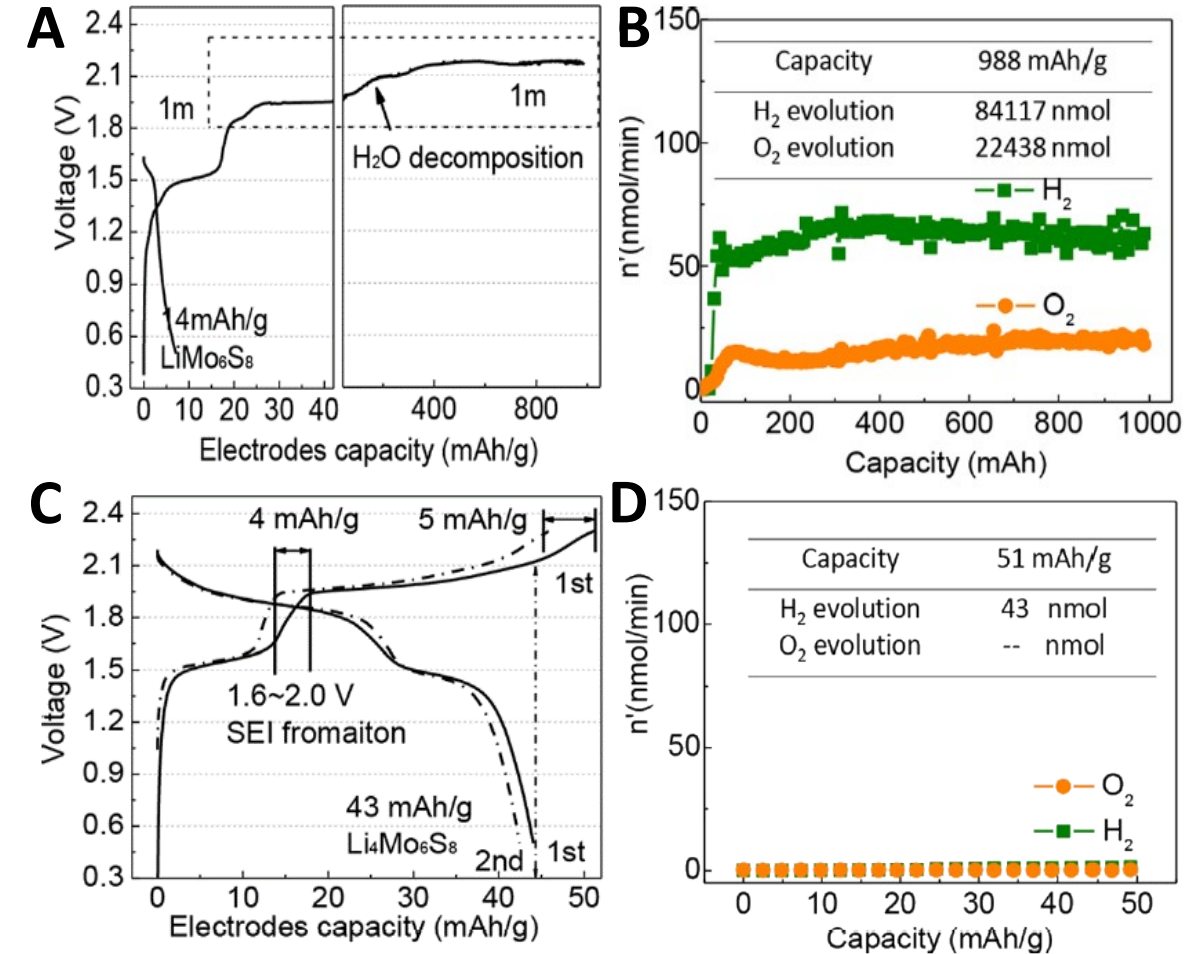 A
2.4
2.1
1.8
1.5
1.2
0.9
0.6
0.3
Voltage (V)
1m
1m
H2O decomposition
14mAh/g
LiMo6S8
0 10 20 30 40 400 800
Electrodes capacity (mAh/g)
B
150
100
50
0
n'(nmol/min)
Capacity 988 mAh/g
H2 evolution 84117 nmol
O2 evolution 22438 nmol
H2
O2
0 200 400 600 800 1000
Capacity (mAh)
C
2.4
2.1
1.8
1.5
1.2
0.9
0.6
0.3
Voltage (V)
4 mAh/g 5 mAh/g
1st
1.6~2.0 V
SEI fromaiton
43 mAh/g
Li4Mo6S8
2nd 1st
0 10 20 30 40 50
Electrodes capacity (mAh/g)
D
150
100
50
0
n'(nmol/min)
Capacity 51 mAh/g
H2 evolution 43 nmol
O2 evolution -- nmol
O2
H2
0 10 20 30 40 50
Capacity (mAh/g)